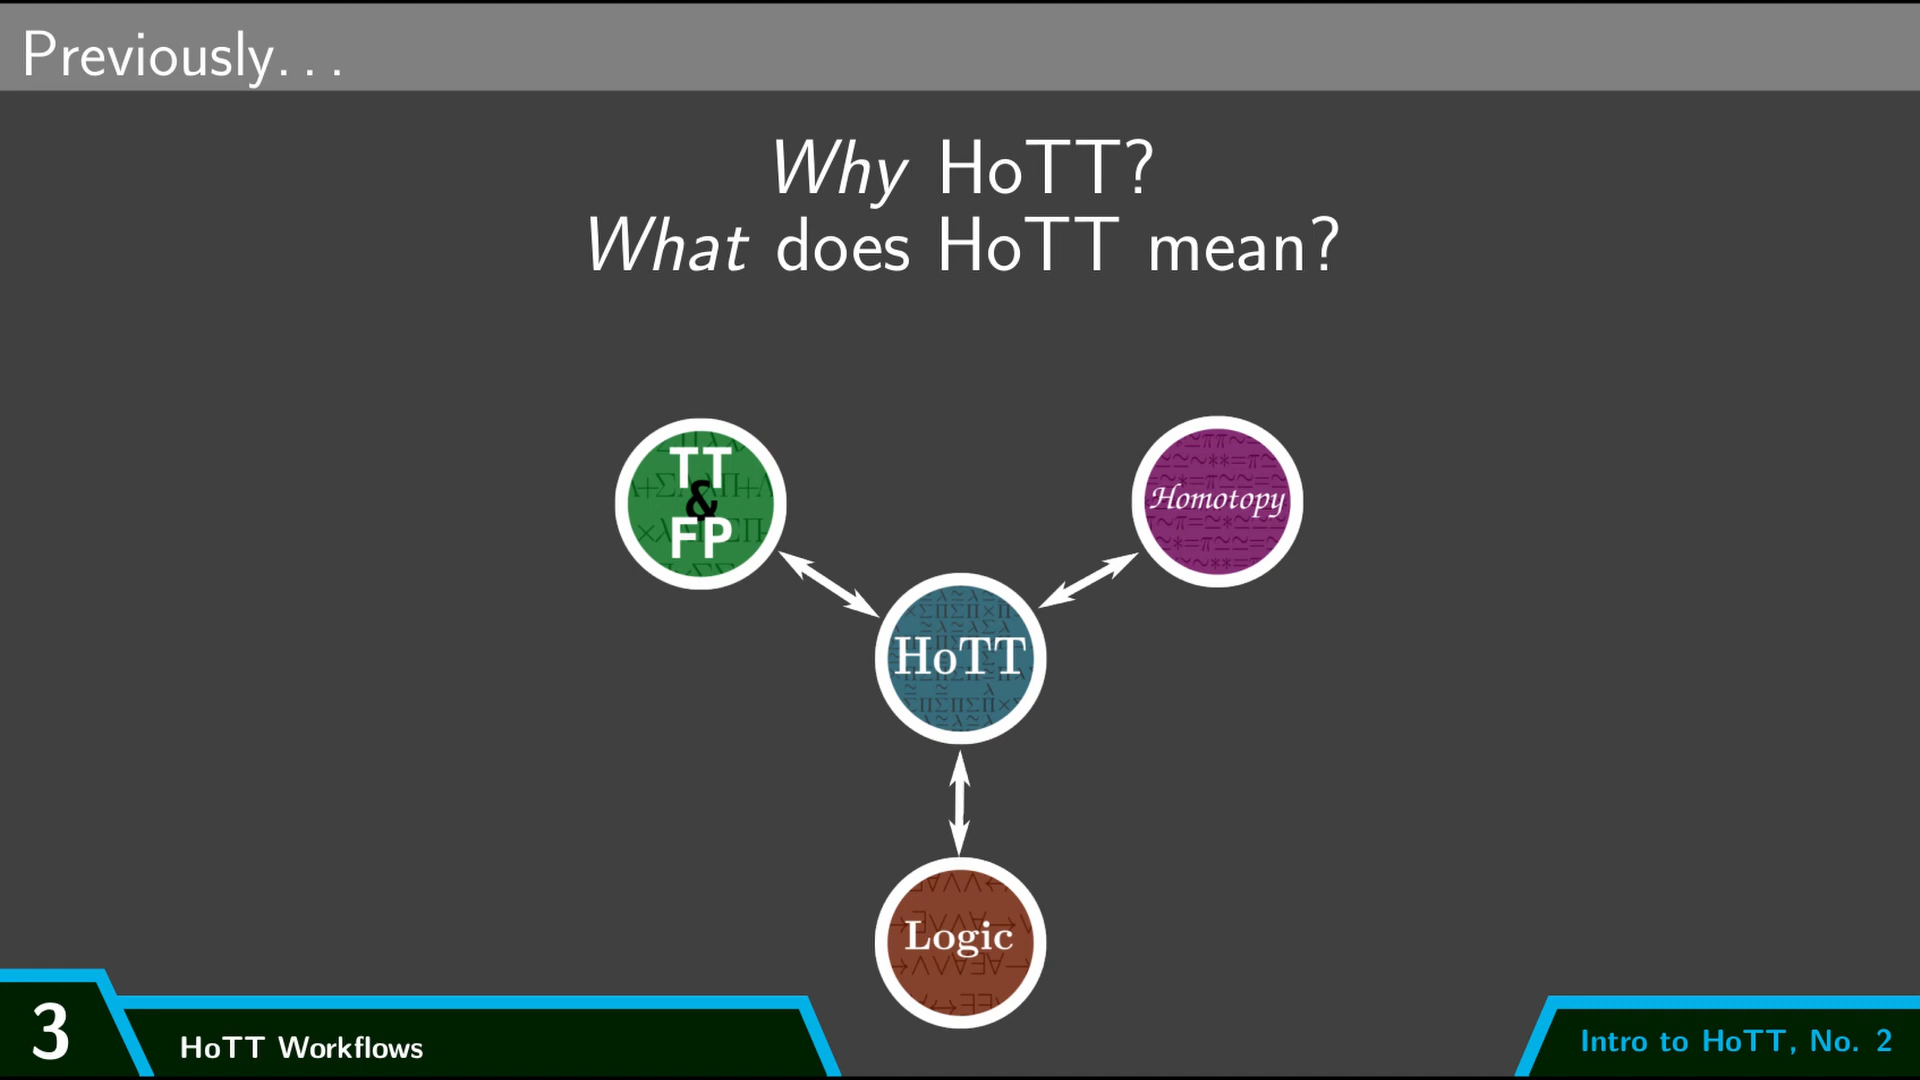 Previously...
Why HoTT?
What does HoTT mean?
TT
&
FP
Homotopy
HoTT
Logic
3
HoTT Workflows
Intro to HoTT, No. 2